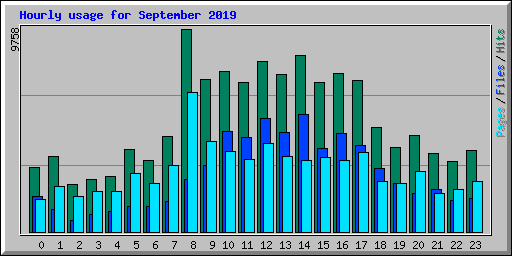 Hourly usage for September 2019
9758
Pages / Files / Hits
0 1 2 3 4 5 6 7 8 9 10 11 12 13 14 15 16 17 18 19 20 21 22 23